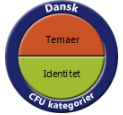 Dansk
Temaer
Identitet
CFU kategorier